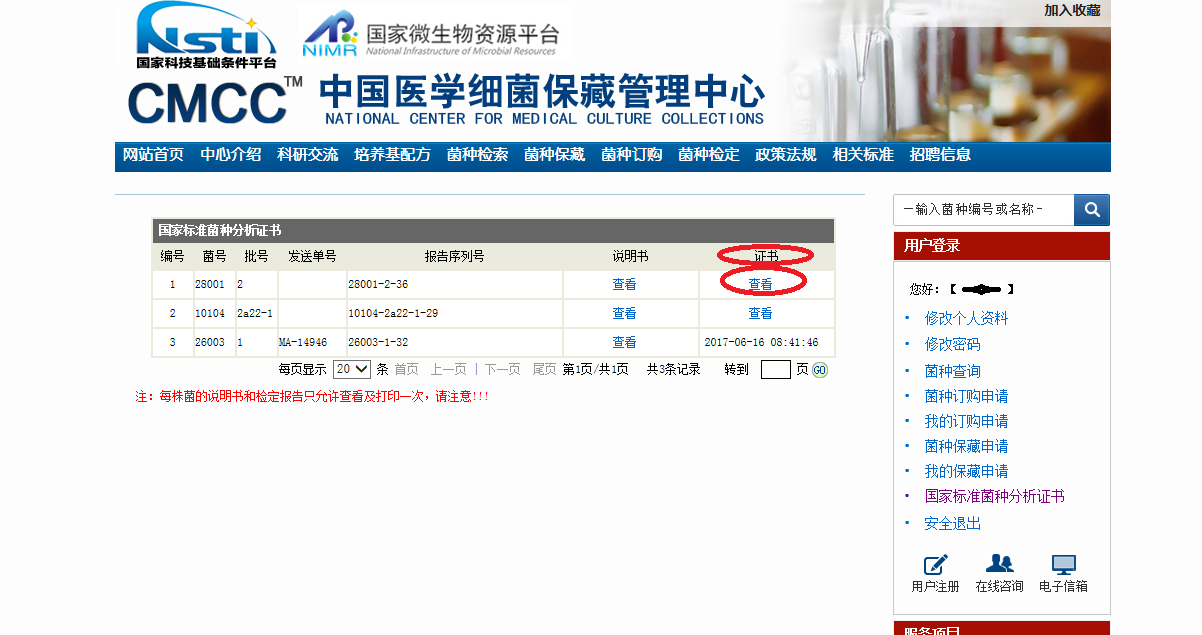 加入收藏
Nsti
国家科技基础条件平台
NIMR 国家微生物资源平台
National Infrastructure of Microbial Resources
CMCC™ 中国医学细菌保藏管理中心
NATIONAL CENTER FOR MEDICAL CULTURE COLLECTIONS
网站首页 中心介绍 科研交流 培养基配方 菌种检索 菌种保藏 菌种订购 菌种检定 政策法规 相关标准 招聘信息
国家标准菌种分析证书
编号 菌号 批号 发送单号 报告序列号 说明书 证书
1 28001 2 28001-2-36 查看 查看
2 10104 2a22-1 10104-2a22-1-29 查看 查看
3 26003 1 MA-14946 26003-1-32 查看 2017-06-16 08:41:46
每页显示 20 条 首页 上一页 | 下一页 尾页 第1页/共1页 共3条记录 转到 页 GO
注：每株菌的说明书和检定报告只允许查看及打印一次，请注意!!!
－输入菌种编号或名称－
用户登录
您好：【 】
• 修改个人资料
• 修改密码
• 菌种查询
• 菌种订购申请
• 我的订购申请
• 菌种保藏申请
• 我的保藏申请
• 国家标准菌种分析证书
• 安全退出
用户注册 在线咨询 电子信箱
服务项目